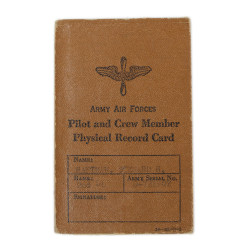 ARMY AIR FORCES
Pilot and Crew Member
Physical Record Card
NAME:
RANK: ARMY SERIAL NO.
SIGNATURE: